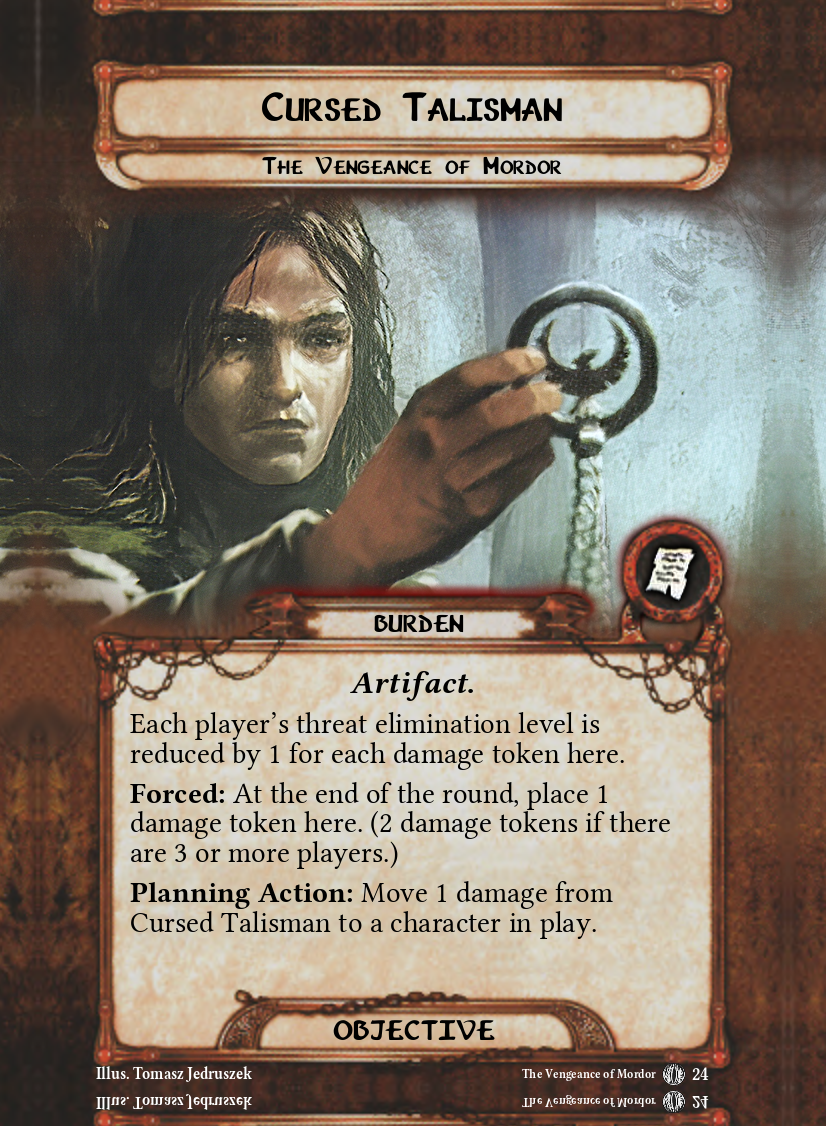 Cursed Talisman
The Vengeance of Mordor
BURDEN
Artifact.
Each player’s threat elimination level is
reduced by 1 for each damage token here.
Forced: At the end of the round, place 1
damage token here. (2 damage tokens if there
are 3 or more players.)
Planning Action: Move 1 damage from
Cursed Talisman to a character in play.
OBJECTIVE
Illus. Tomasz Jedruszek
The Vengeance of Mordor 24